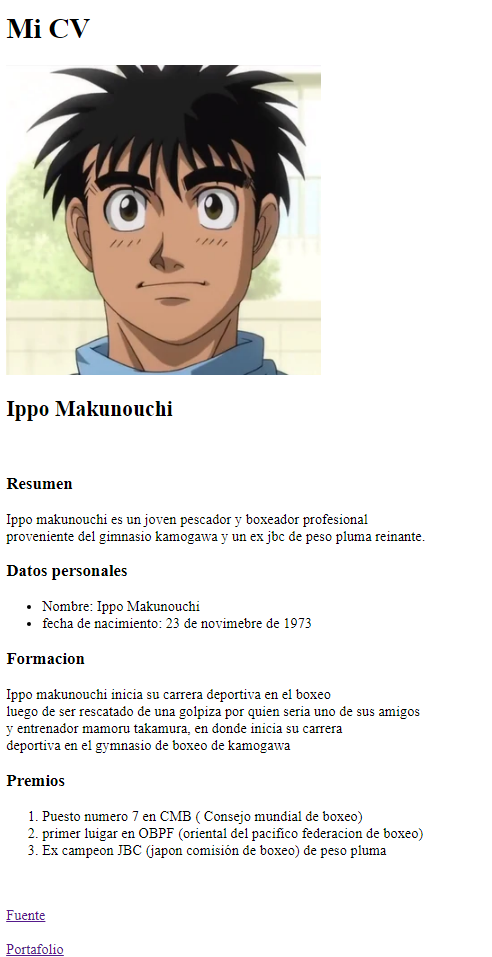 Mi CV
Ippo Makunouchi
Resumen
Ippo makunouchi es un joven pescador y boxeador profesional
proveniente del gimnasio kamogawa y un ex jbc de peso pluma reinante.
Datos personales
• Nombre: Ippo Makunouchi
• fecha de nacimiento: 23 de novimebre de 1973
Formacion
Ippo makunouchi inicia su carrera deportiva en el boxeo
luego de ser rescatado de una golpiza por quien seria uno de sus amigos
y entrenador mamoru takamura, en donde inicia su carrera
deportiva en el gymnasio de boxeo de kamogawa
Premios
1. Puesto numero 7 en CMB ( Consejo mundial de boxeo)
2. primer luigar en OBPF (oriental del pacifico federacion de boxeo)
3. Ex campeon JBC (japon comisión de boxeo) de peso pluma
Fuente
Portafolio